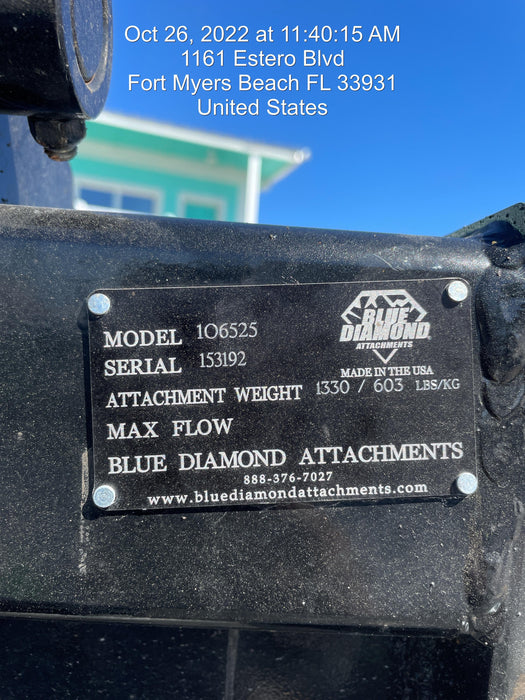 Oct 26, 2022 at 11:40:15 AM
1161 Estero Blvd
Fort Myers Beach FL 33931
United States
MODEL 106525
SERIAL 153192
BLUE
DIAMOND
ATTACHMENTS
MADE IN THE USA
ATTACHMENT WEIGHT 1330 / 603 LBS/KG
MAX FLOW
BLUE DIAMOND ATTACHMENTS
888-376-7027
www.bluediamondattachments.com